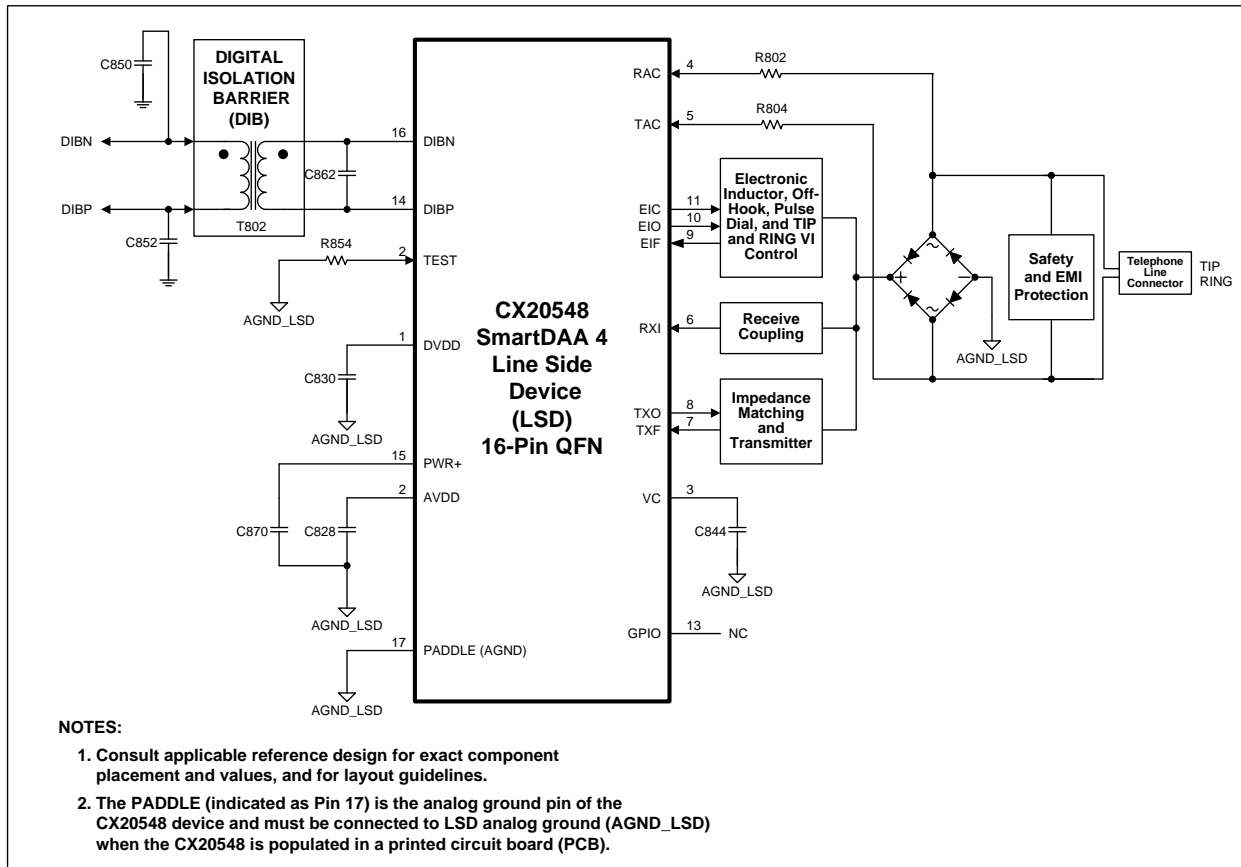 C850
DIGITAL
ISOLATION
BARRIER
(DIB)
DIBN
DIBP
C852
T802
C862
16
DIBN
14
DIBP
R854
2
TEST
AGND_LSD
1
DVDD
C830
AGND_LSD
15
PWR+
2
AVDD
C870
C828
AGND_LSD
17
PADDLE (AGND)
AGND_LSD
CX20548
SmartDAA 4
Line Side
Device
(LSD)
16-Pin QFN
RAC
4
R802
TAC
5
R804
EIC
11
EIO
10
EIF
9
Electronic
Inductor, Off-
Hook, Pulse
Dial, and TIP
and RING VI
Control
RXI
6
Receive
Coupling
TXO
8
TXF
7
Impedance
Matching
and
Transmitter
VC
3
C844
AGND_LSD
GPIO
13
NC
~
+
–
~
AGND_LSD
Safety
and EMI
Protection
Telephone
Line
Connector
TIP
RING
NOTES:
1. Consult applicable reference design for exact component
placement and values, and for layout guidelines.
2. The PADDLE (indicated as Pin 17) is the analog ground pin of the
CX20548 device and must be connected to LSD analog ground (AGND_LSD)
when the CX20548 is populated in a printed circuit board (PCB).